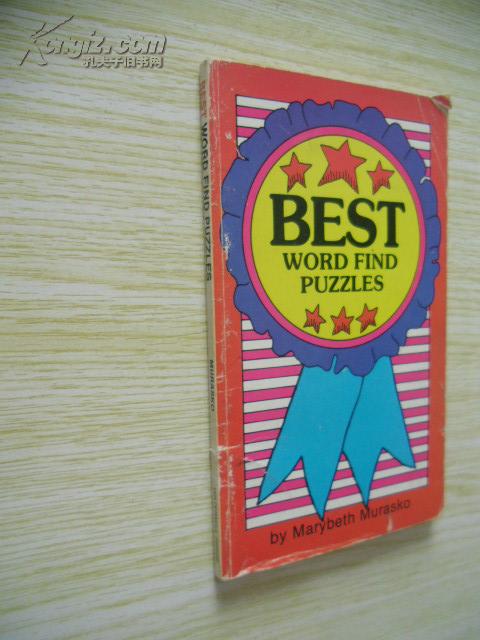 Kongfz.com
孔夫子旧书网
BEST WORD FIND PUZZLES
MURASKO
BEST
WORD FIND
PUZZLES
by Marybeth Murasko